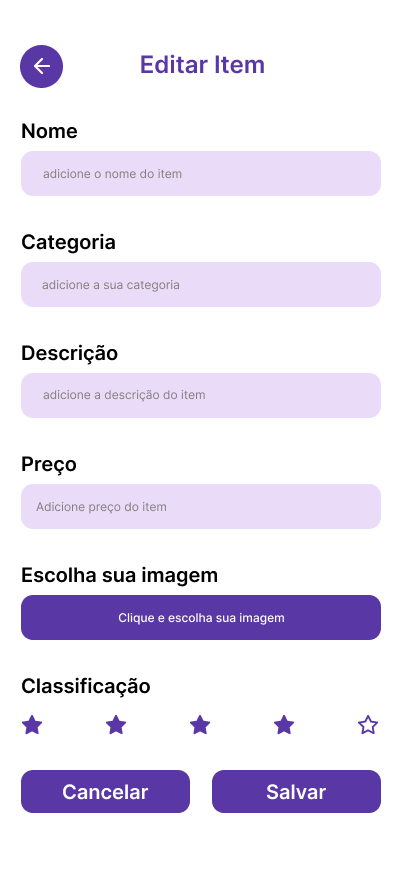 Editar Item
Nome
adicione o nome do item
Categoria
adicione a sua categoria
Descrição
adicione a descrição do item
Preço
Adicione preço do item
Escolha sua imagem
Clique e escolha sua imagem
Classificação
Cancelar
Salvar